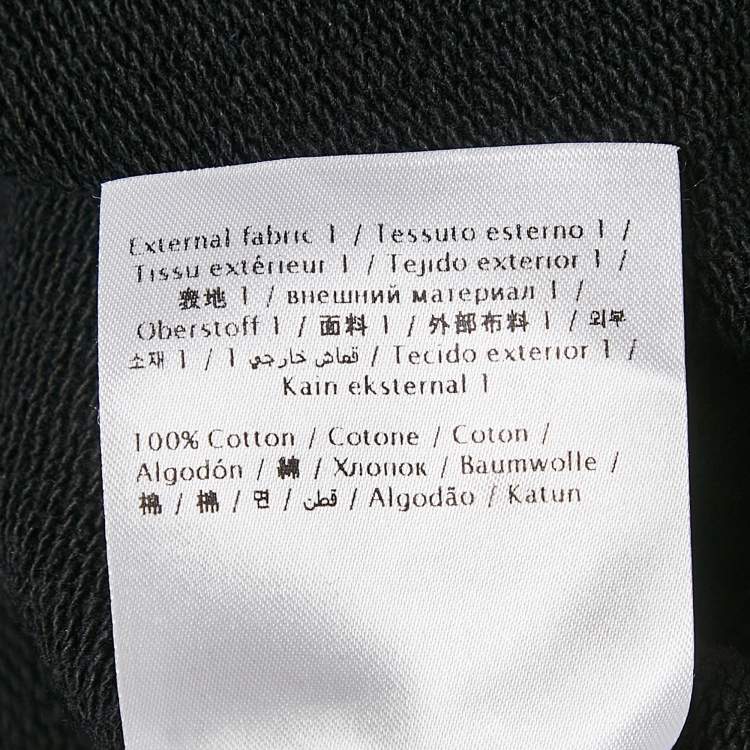 External fabric 1 / Tessuto esterno 1 /
Tissu extérieur 1 / Tejido exterior 1 /
表地 1 / внешний материал 1 /
Oberstoff 1 / 面料 1 / 外部布料 1 / 외부
소재 1 / 1 قماش خارجي / Tecido exterior 1 /
Kain eksternal 1
100% Cotton / Cotone / Coton /
Algodón / 綿 / Хлопок / Baumwolle /
棉 / 棉 / 면 / قطن / Algodão / Katun